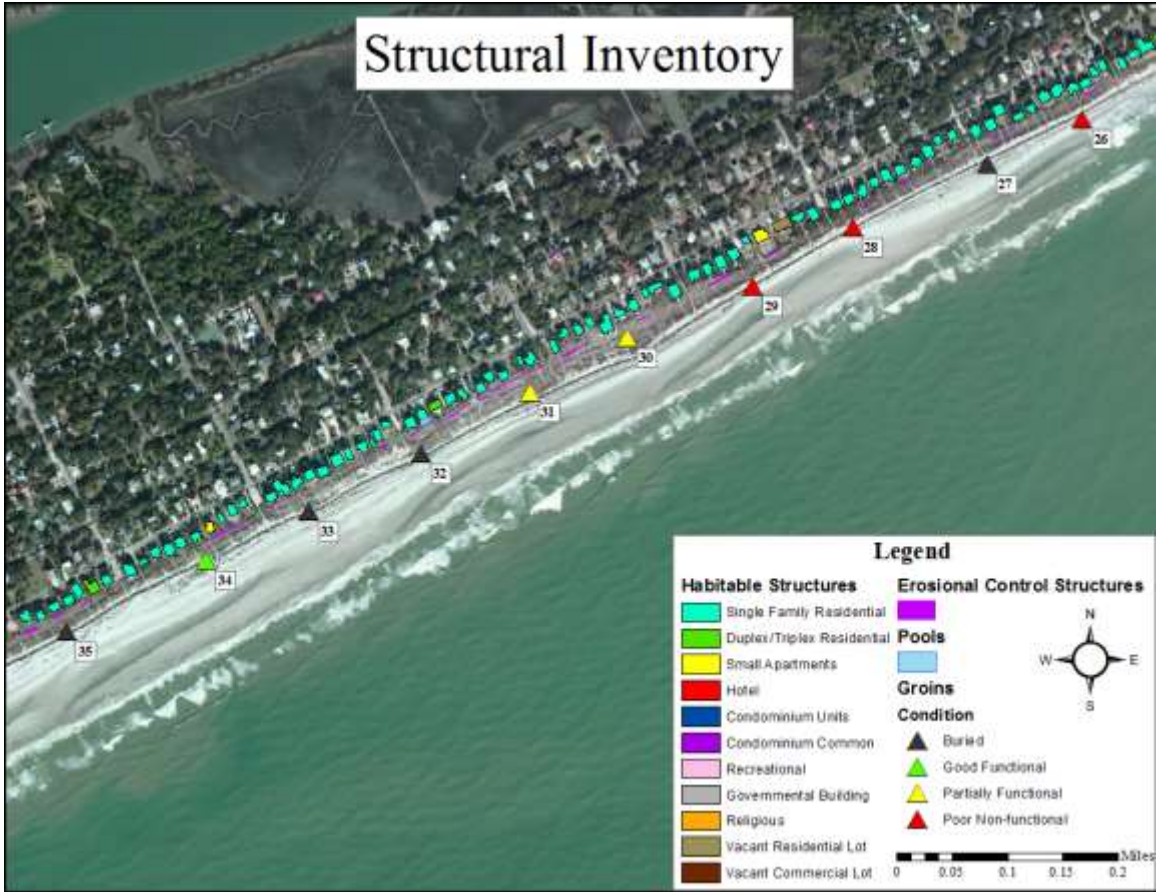 Structural Inventory
26
27
28
29
30
31
32
33
34
35
Legend
Habitable Structures
Single Family Residential
Duplex/Triplex Residential
Small Apartments
Hotel
Condominium Units
Condominium Common
Recreational
Governmental Building
Religious
Vacant Residential Lot
Vacant Commercial Lot
Erosional Control Structures
Pools
Groins
Condition
Buried
Good Functional
Partially Functional
Poor Non-functional
N
W E
S
Miles
0 0.05 0.1 0.15 0.2